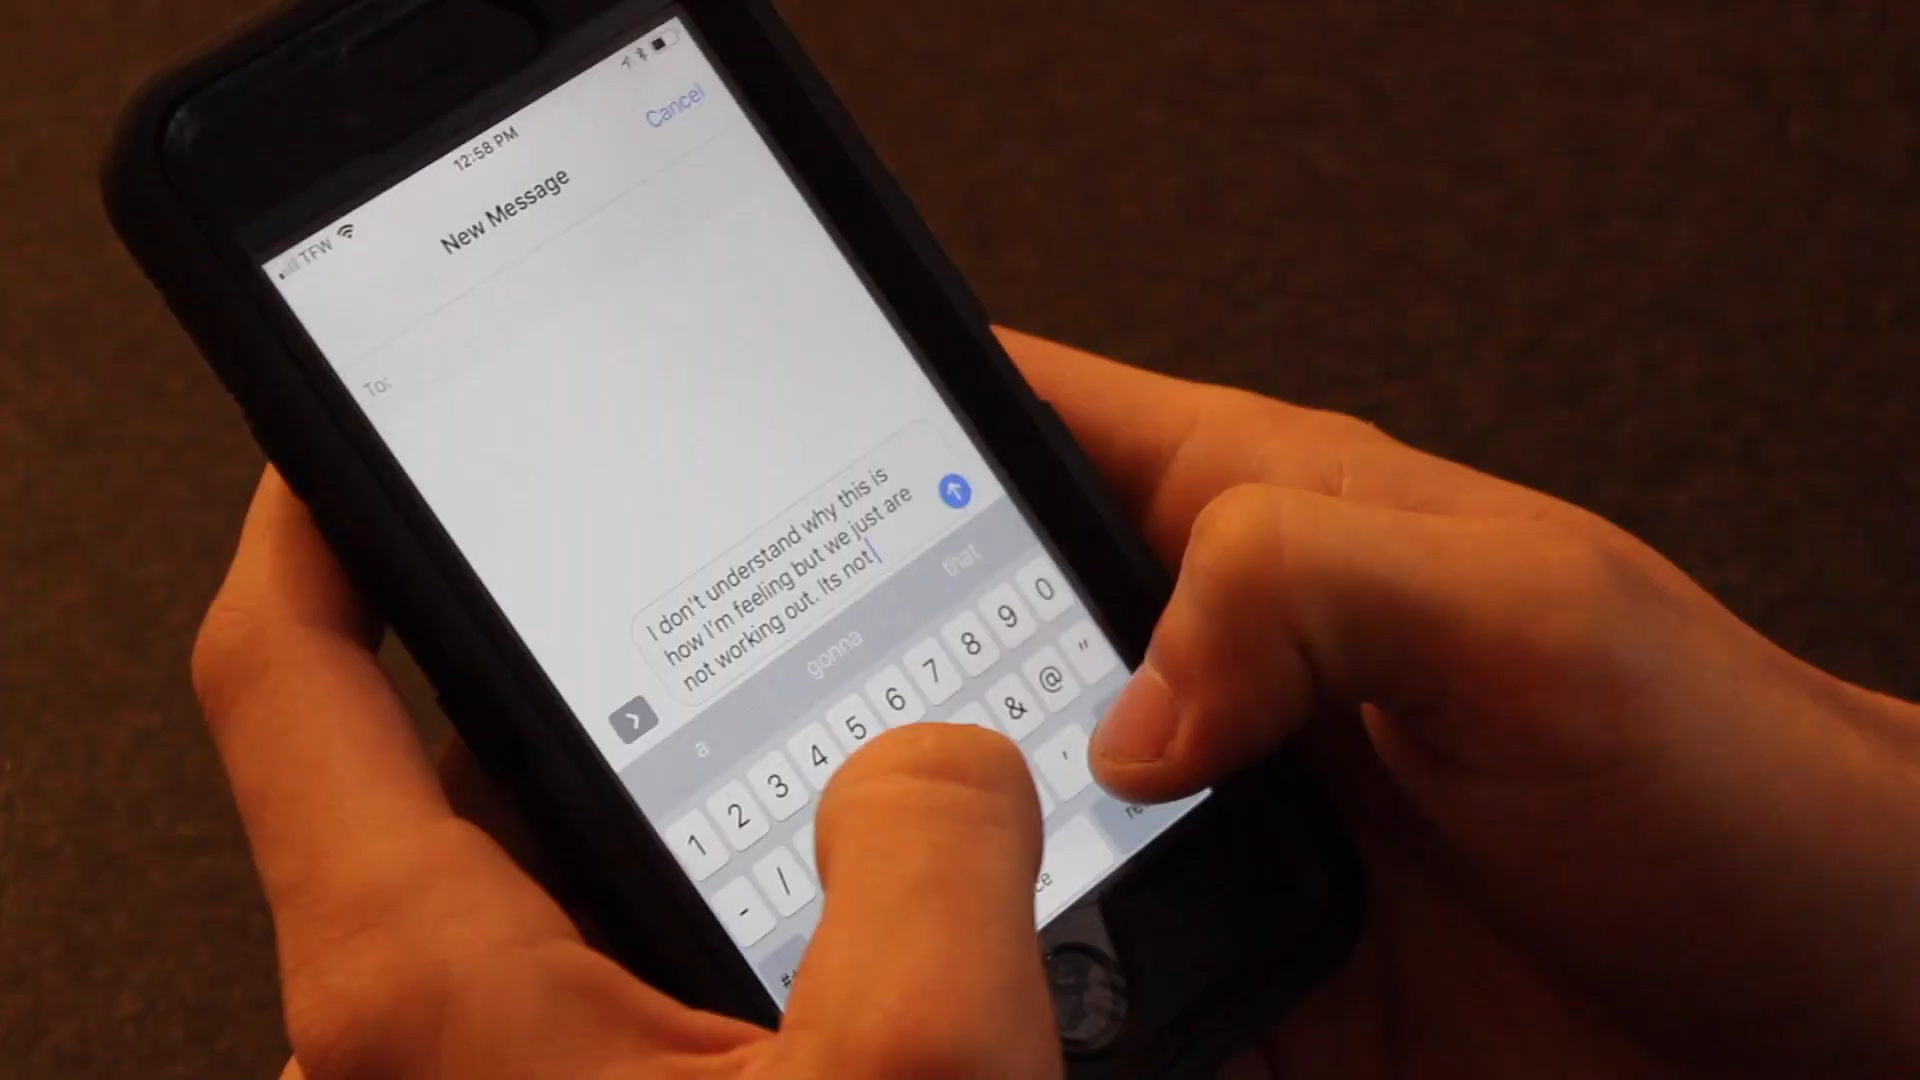 TFW
12:58 PM
New Message
Cancel
To:
I don't understand why this is
how I'm feeling but we just are
not working out. Its not
a
gonna
that
1 2 3 4 5 6 7 8 9 0
- / & @ "
'